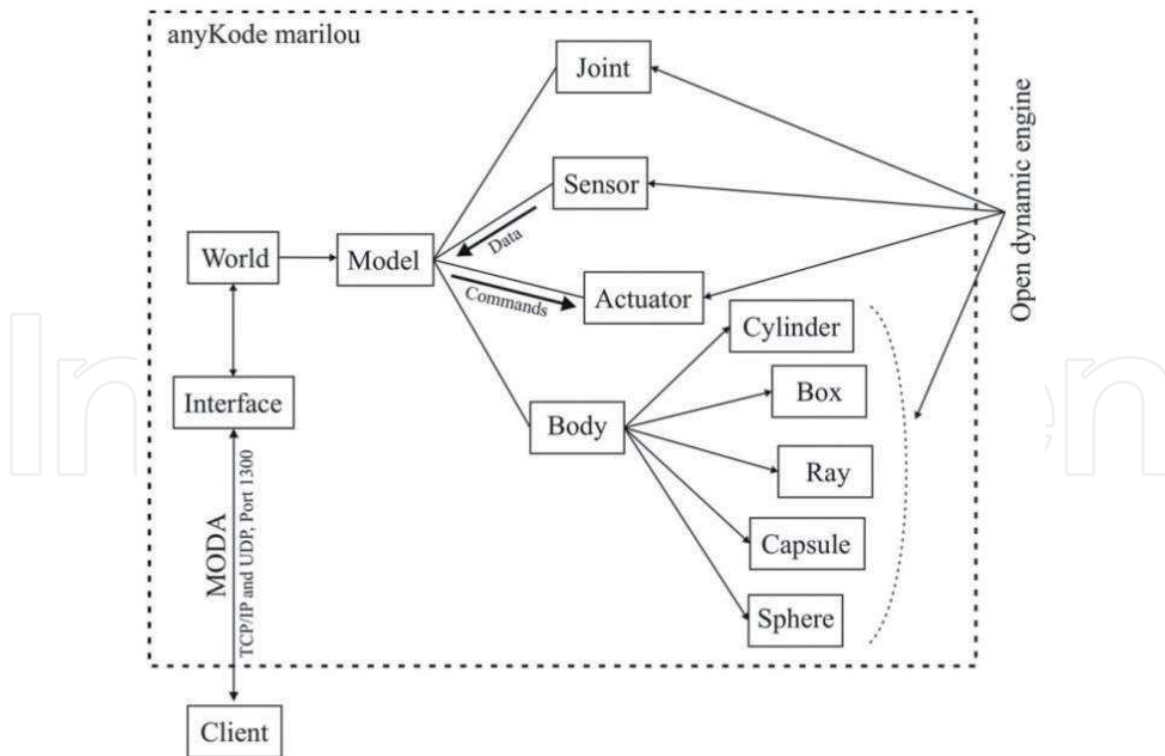 anyKode marilou
Joint
Sensor
Data
World
Model
Commands
Actuator
Open dynamic engine
Cylinder
Box
Interface
Body
Ray
MODA
TCP/IP and UDP, Port 1300
Capsule
Sphere
Client